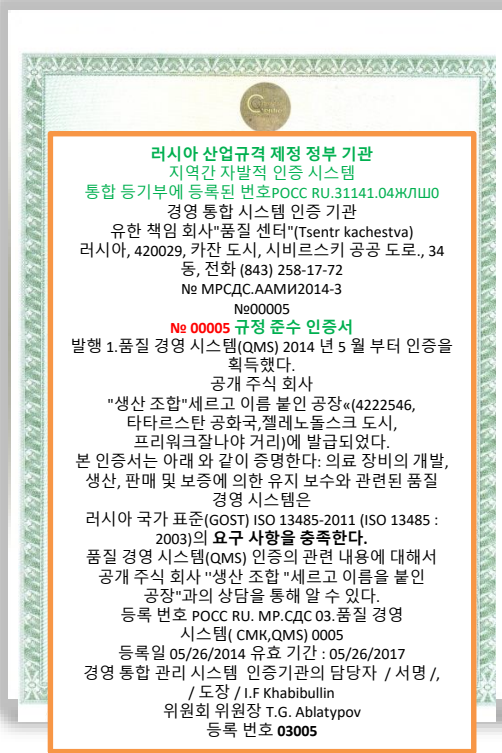 러시아 산업규격 제정 정부 기관
지역간 자발적 인증 시스템
통합 등기부에 등록된 번호РОСС RU.31141.04ЖЛШ0
경영 통합 시스템 인증 기관
유한 책임 회사"품질 센터"(Tsentr kachestva)
러시아, 420029, 카잔 도시, 시비르스키 공공 도로., 34
동, 전화 (843) 258-17-72
№ МРСДС.ААМИ2014-3
№00005
№ 00005 규정 준수 인증서
발행 1.품질 경영 시스템(QMS) 2014 년 5 월 부터 인증을
획득했다.
공개 주식 회사
"생산 조합"세르고 이름 붙인 공장«(4222546,
타타르스탄 공화국,젤레노돌스크 도시,
프리워크잘나야 거리)에 발급되었다.
본 인증서는 아래 와 같이 증명한다: 의료 장비의 개발,
생산, 판매 및 보증에 의한 유지 보수와 관련된 품질
경영 시스템은
러시아 국가 표준(GOST) ISO 13485-2011 (ISO 13485 :
2003)의 요구 사항을 충족한다.
품질 경영 시스템(QMS) 인증의 관련 내용에 대해서
공개 주식 회사 "생산 조합 "세르고 이름을 붙인
공장"과의 상담을 통해 알 수 있다.
등록 번호 РОСС RU. МР.СДС 03.품질 경영
시스템( СМК,QMS) 0005
등록일 05/26/2014 유효 기간 : 05/26/2017
경영 통합 관리 시스템 인증기관의 담당자 / 서명 /,
/ 도장 / I.F Khabibullin
위원회 위원장 T.G. Ablatypov
등록 번호 03005